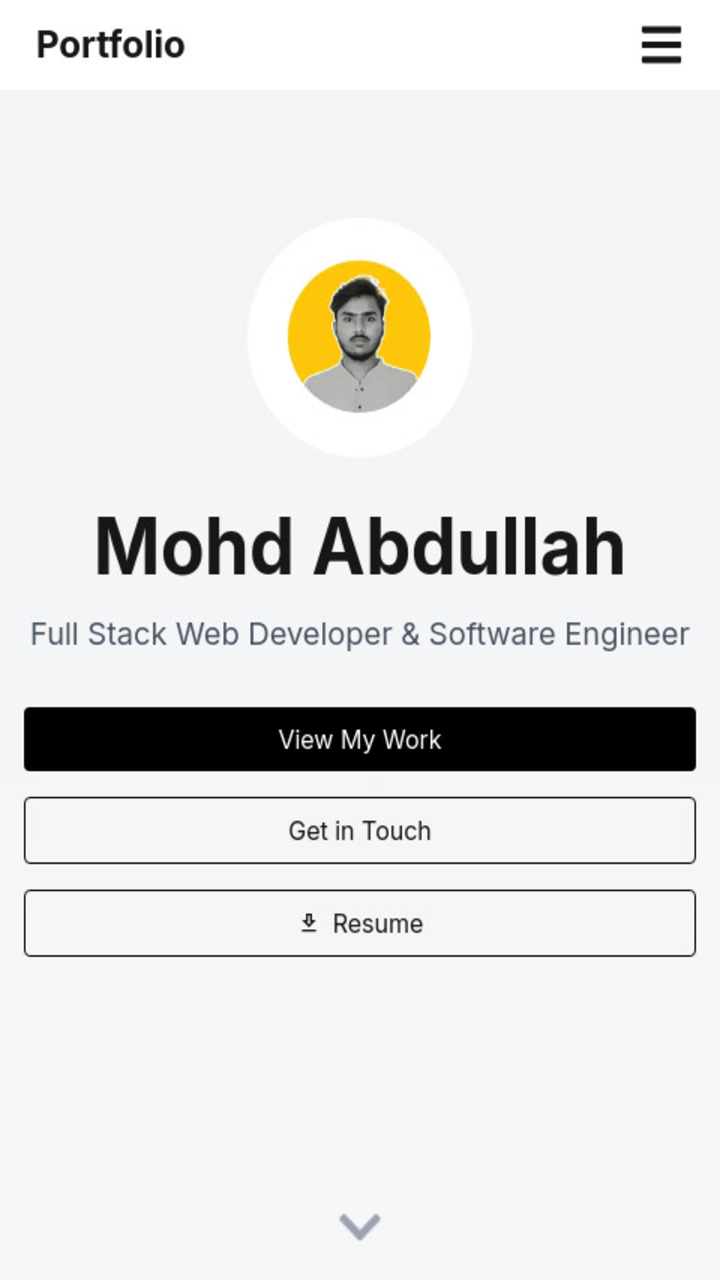 Portfolio
Mohd Abdullah
Full Stack Web Developer & Software Engineer
View My Work
Get in Touch
Resume